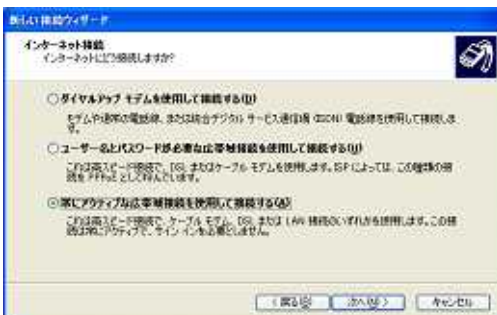 新しい接続ウィザード
インターネット接続
インターネットにどう接続しますか?
ダイヤルアップ モデムを使用して接続する(D)
モデムや通常の電話線、または統合デジタル サービス通信網 (ISDN) 電話線を使用して接続しま
す。
ユーザー名とパスワードが必要な広帯域接続を使用して接続する(U)
これは高スピード接続で、DSL またはケーブル モデムを使用します。ISP によっては、この種類の接
続を PPPoE として呼んでいます。
常にアクティブな広帯域接続を使用して接続する(A)
これは高スピード接続で、ケーブル モデム、DSL または LAN 接続のいずれかを使用します。この接
続は常にアクティブで、サイン インを必要としません。
< 戻る(B)
次へ(N) >
キャンセル